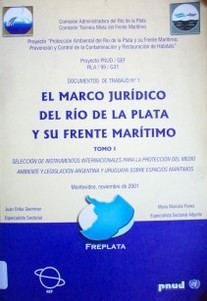 Comisión Administradora del Río de la Plata
Comisión Técnica Mixta del Frente Marítimo
Proyecto "Protección Ambiental del Río de la Plata y su Frente Marítimo:
Prevención y Control de la Contaminación y Restauración de Hábitats"
Proyecto PNUD / GEF
RLA / 99 / G31
DOCUMENTOS DE TRABAJO Nº 1
EL MARCO JURÍDICO
DEL RÍO DE LA PLATA
Y SU FRENTE MARÍTIMO
TOMO I
SELECCIÓN DE INSTRUMENTOS INTERNACIONALES PARA LA PROTECCIÓN DEL MEDIO
AMBIENTE Y LEGISLACIÓN ARGENTINA Y URUGUAYA SOBRE ESPACIOS MARÍTIMOS
Montevideo, noviembre de 2001
Especialista Sectorial
Especialista Sectorial Adjunta
FREPLATA
GEF
pnud